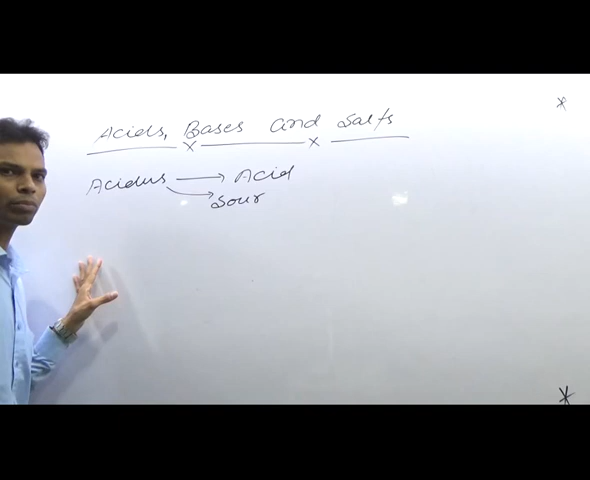 Acids, Bases and Salts
Acidus → Acid
Sour